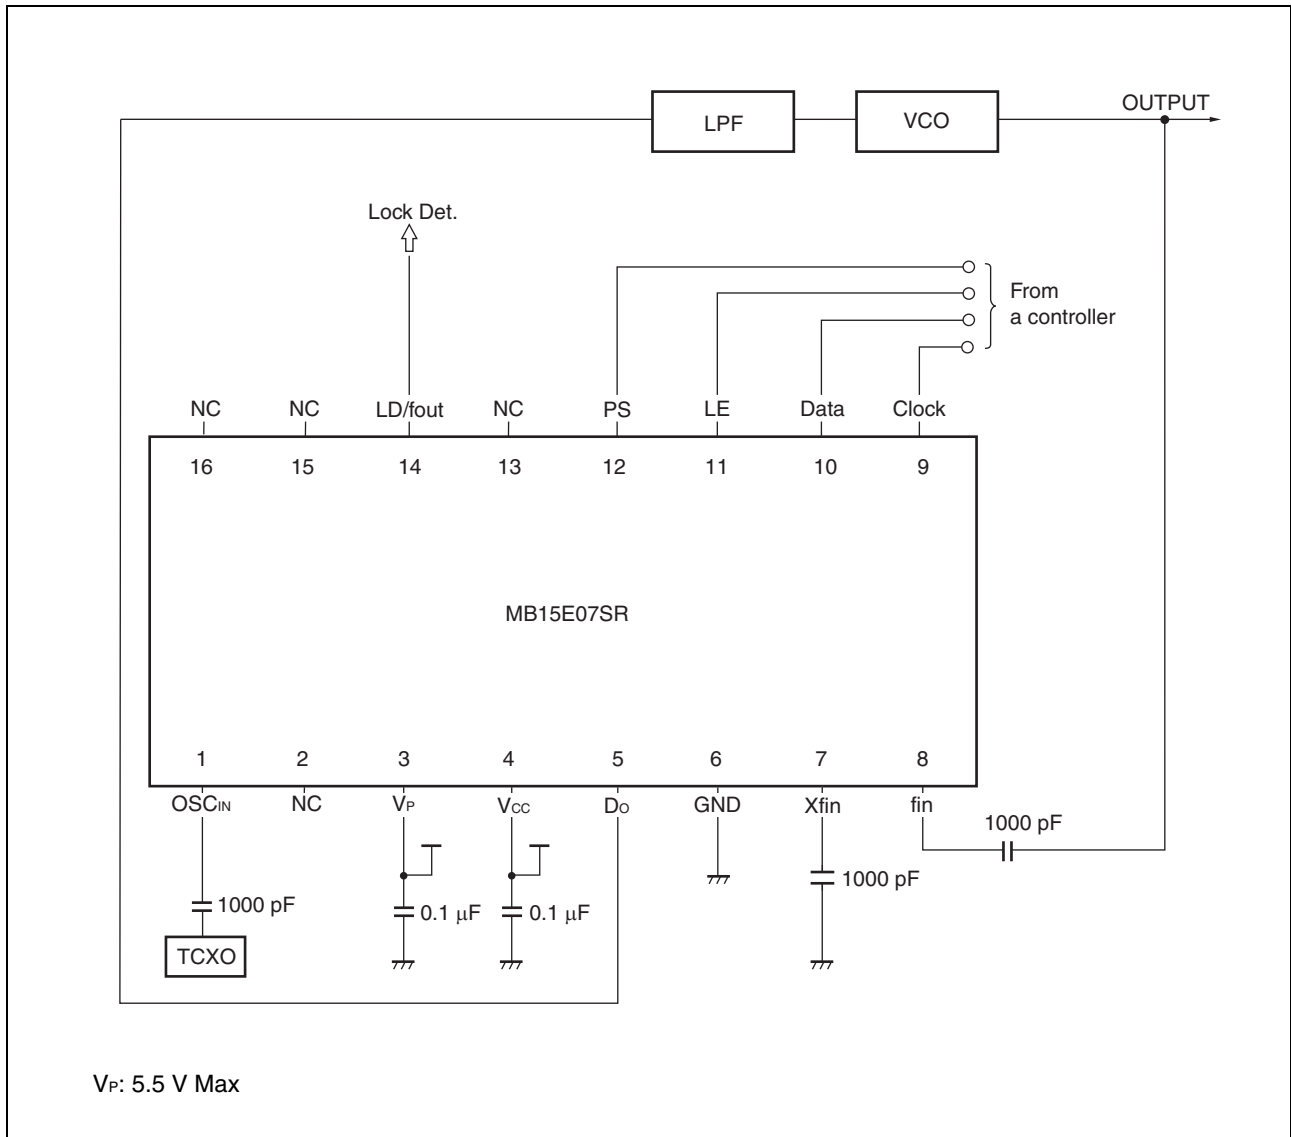 OUTPUT
LPF
VCO
Lock Det.
From
a controller
NC NC LD/fout NC PS LE Data Clock
16 15 14 13 12 11 10 9
MB15E07SR
1 2 3 4 5 6 7 8
OSCIN NC VP VCC DO GND Xfin fin
1000 pF
1000 pF
1000 pF
0.1 μF
0.1 μF
TCXO
VP: 5.5 V Max